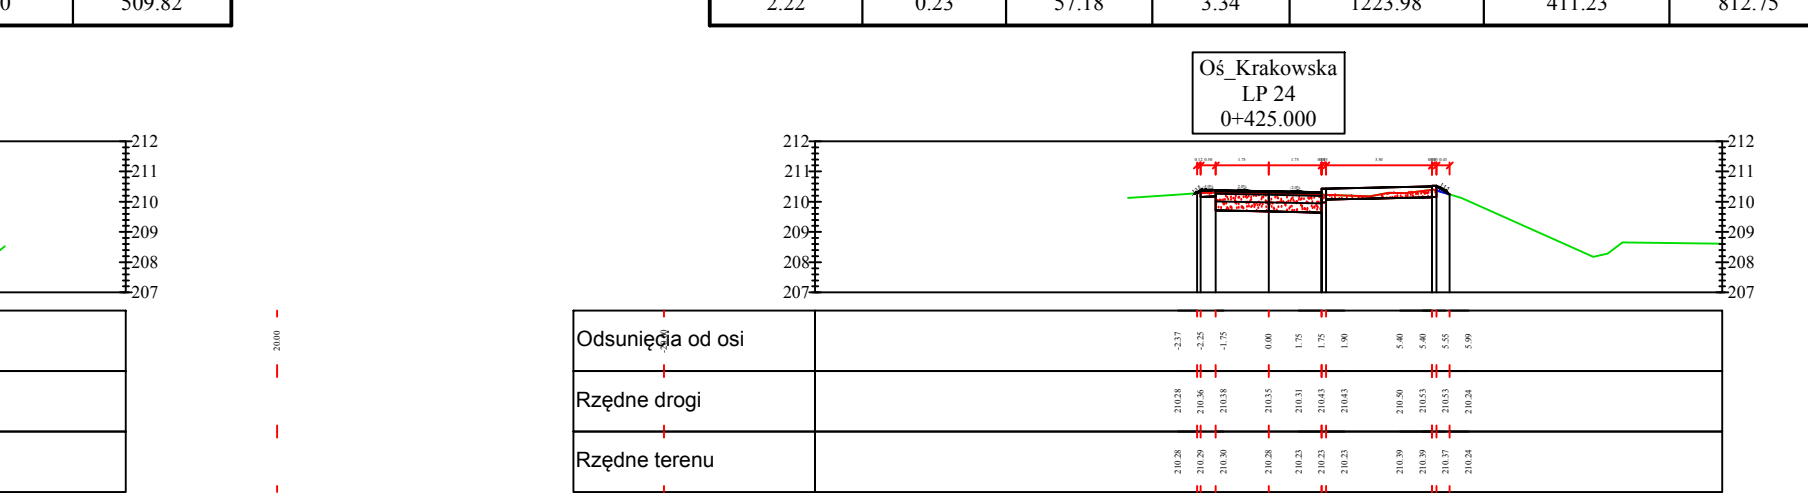 0 509.82 2.22 0.23 57.18 3.34 1223.98 411.23 812.75
Oś_Krakowska
LP 24
0+425.000
212 212 212
211 211 211
210 210 210
209 209 209
208 208 208
207 207 207
20.00
Odsunięcia od osi -2.37 -2.25 -1.75 0.00 1.75 1.75 1.90 5.40 5.40 5.55 5.99
Rzędne drogi 210.28 210.36 210.38 210.35 210.31 210.43 210.43 210.50 210.53 210.53 210.24
Rzędne terenu 210.28 210.29 210.30 210.28 210.23 210.23 210.23 210.39 210.39 210.37 210.24